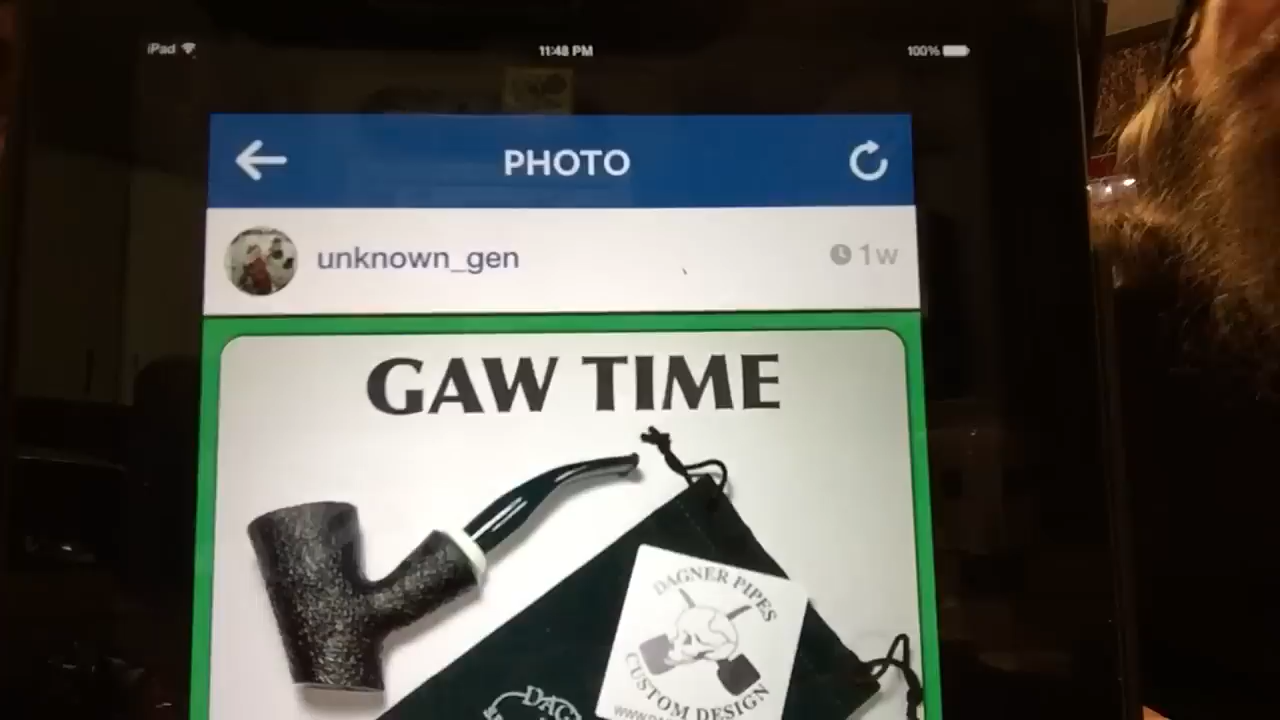 iPad 11:48 PM 100%
PHOTO
unknown_gen 1w
GAW TIME
DAGNER PIPES
CUSTOM DESIGN